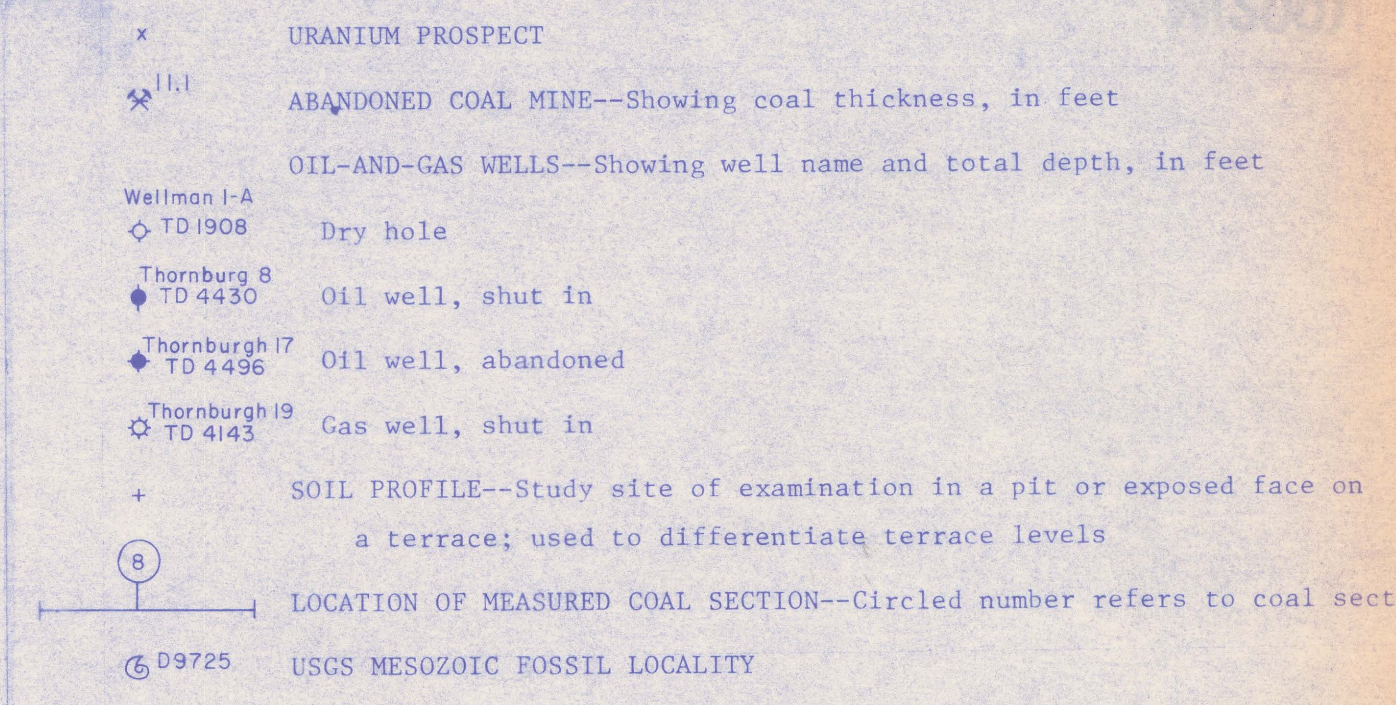 x URANIUM PROSPECT
11.1
ABANDONED COAL MINE--Showing coal thickness, in feet
OIL-AND-GAS WELLS--Showing well name and total depth, in feet
Wellman 1-A
TD 1908 Dry hole
Thornburg 8
TD 4430 Oil well, shut in
Thornburgh 17
TD 4496 Oil well, abandoned
Thornburgh 19
TD 4143 Gas well, shut in
+ SOIL PROFILE--Study site of examination in a pit or exposed face on
a terrace; used to differentiate terrace levels
8
LOCATION OF MEASURED COAL SECTION--Circled number refers to coal sect
D9725 USGS MESOZOIC FOSSIL LOCALITY